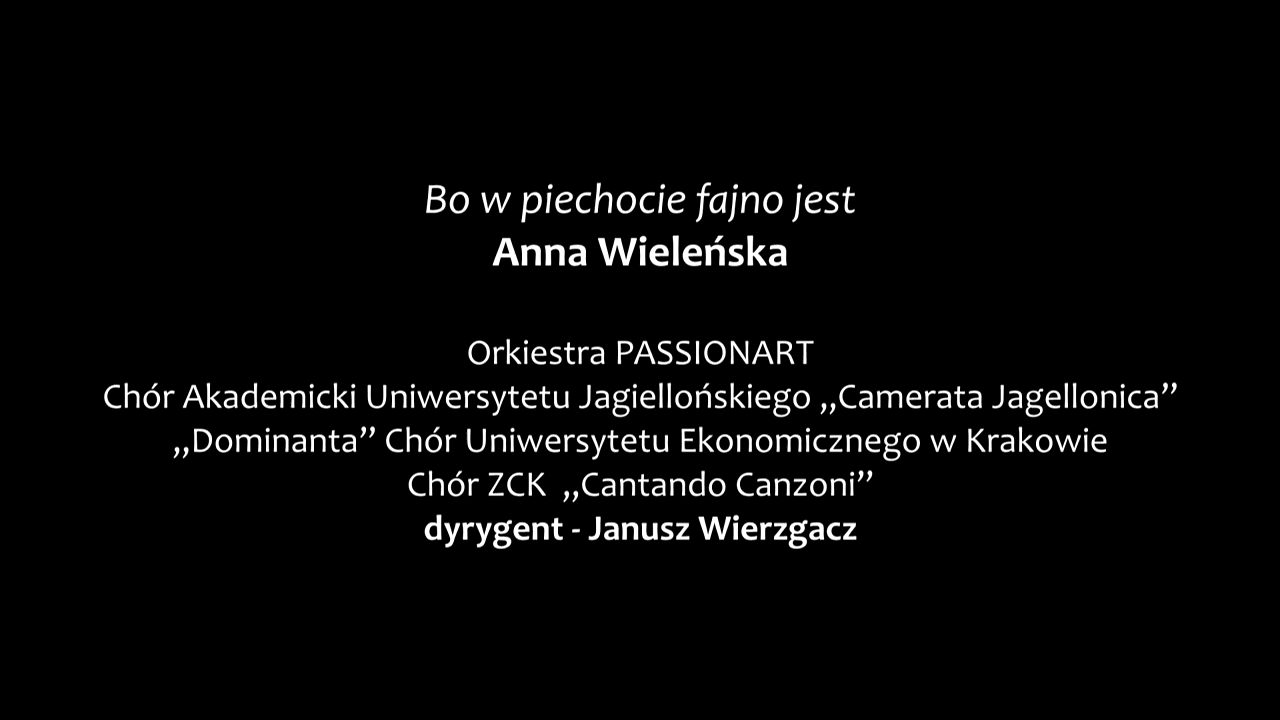 Bo w piechocie fajno jest
Anna Wieleńska
Orkiestra PASSIONART
Chór Akademicki Uniwersytetu Jagiellońskiego „Camerata Jagellonica”
„Dominanta” Chór Uniwersytetu Ekonomicznego w Krakowie
Chór ZCK „Cantando Canzoni”
dyrygent - Janusz Wierzgacz